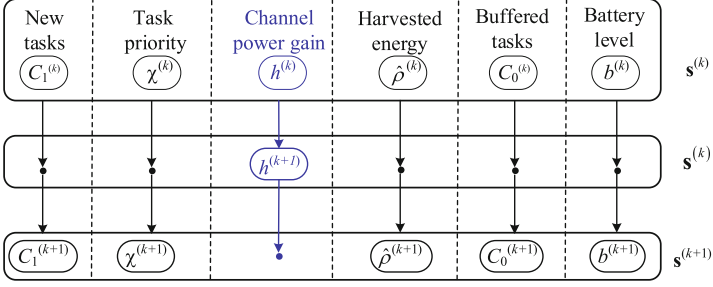 New tasks Task priority Channel power gain Harvested energy Buffered tasks Battery level
C₁⁽ᵏ⁾ χ⁽ᵏ⁾ h⁽ᵏ⁾ ρ̂⁽ᵏ⁾ C₀⁽ᵏ⁾ b⁽ᵏ⁾ s⁽ᵏ⁾
h⁽ᵏ⁺¹⁾ s⁽ᵏ⁾
C₁⁽ᵏ⁺¹⁾ χ⁽ᵏ⁺¹⁾ ρ̂⁽ᵏ⁺¹⁾ C₀⁽ᵏ⁺¹⁾ b⁽ᵏ⁺¹⁾ s⁽ᵏ⁺¹⁾